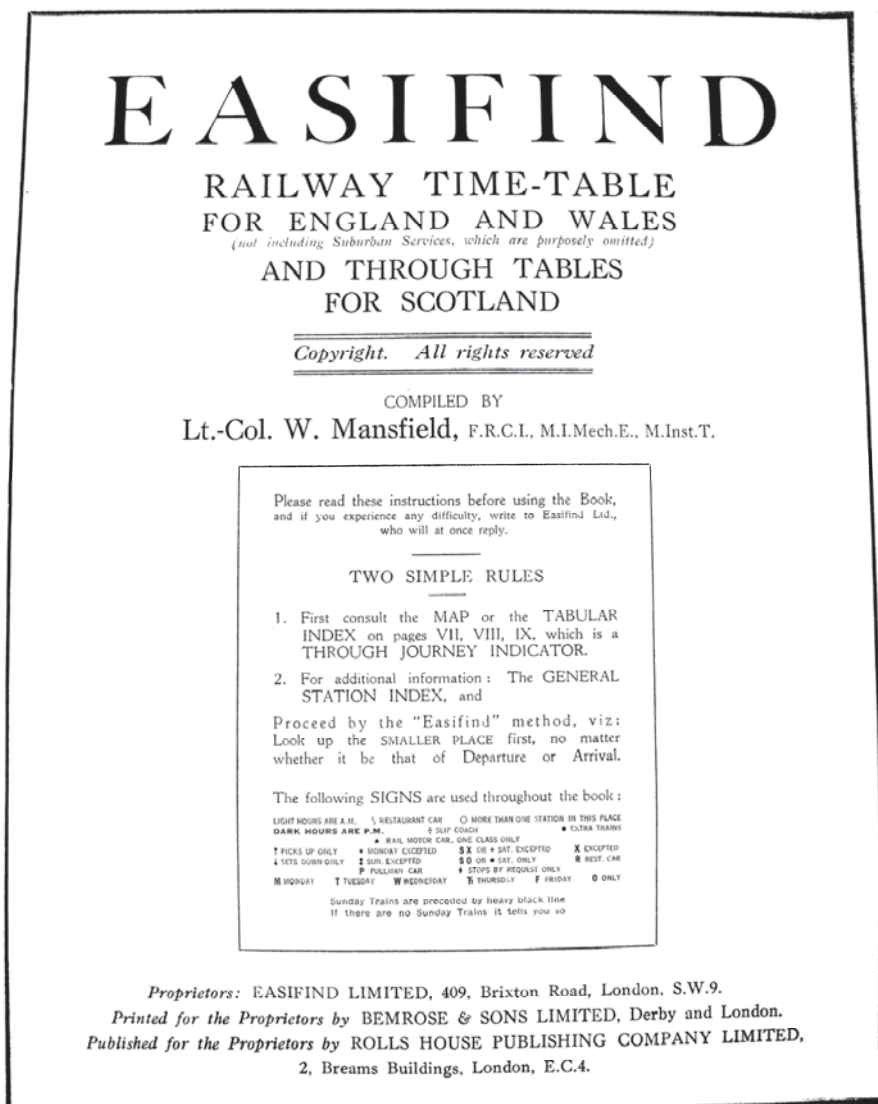 EASIFIND
RAILWAY TIME-TABLE
FOR ENGLAND AND WALES
(not including Suburban Services, which are purposely omitted)
AND THROUGH TABLES
FOR SCOTLAND
Copyright. All rights reserved
COMPILED BY
Lt.-Col. W. Mansfield, F.R.C.I., M.I.Mech.E., M.Inst.T.
Please read these instructions before using the Book,
and if you experience any difficulty, write to Easifind Ltd.,
who will at once reply.
TWO SIMPLE RULES
1. First consult the MAP or the TABULAR
INDEX on pages VII, VIII, IX, which is a
THROUGH JOURNEY INDICATOR.
2. For additional information : The GENERAL
STATION INDEX, and
Proceed by the "Easifind" method, viz:
Look up the SMALLER PLACE first, no matter
whether it be that of Departure or Arrival.
The following SIGNS are used throughout the book :
LIGHT HOURS ARE A.M. RESTAURANT CAR O MORE THAN ONE STATION IN THIS PLACE
DARK HOURS ARE P.M. SLIP COACH EXTRA TRAINS
RAIL MOTOR CAR, ONE CLASS ONLY
PICKS UP ONLY MONDAY EXCEPTED SX OR SAT. EXCEPTED X EXCEPTED
SETS DOWN ONLY SUN. EXCEPTED SO OR SAT. ONLY R REST. CAR
P PULLMAN CAR STOPS BY REQUEST ONLY
M MONDAY T TUESDAY W WEDNESDAY Th THURSDAY F FRIDAY O ONLY
Sunday Trains are preceded by heavy black line
If there are no Sunday Trains it tells you so
Proprietors: EASIFIND LIMITED, 409, Brixton Road, London, S.W.9.
Printed for the Proprietors by BEMROSE & SONS LIMITED, Derby and London.
Published for the Proprietors by ROLLS HOUSE PUBLISHING COMPANY LIMITED,
2, Breams Buildings, London, E.C.4.